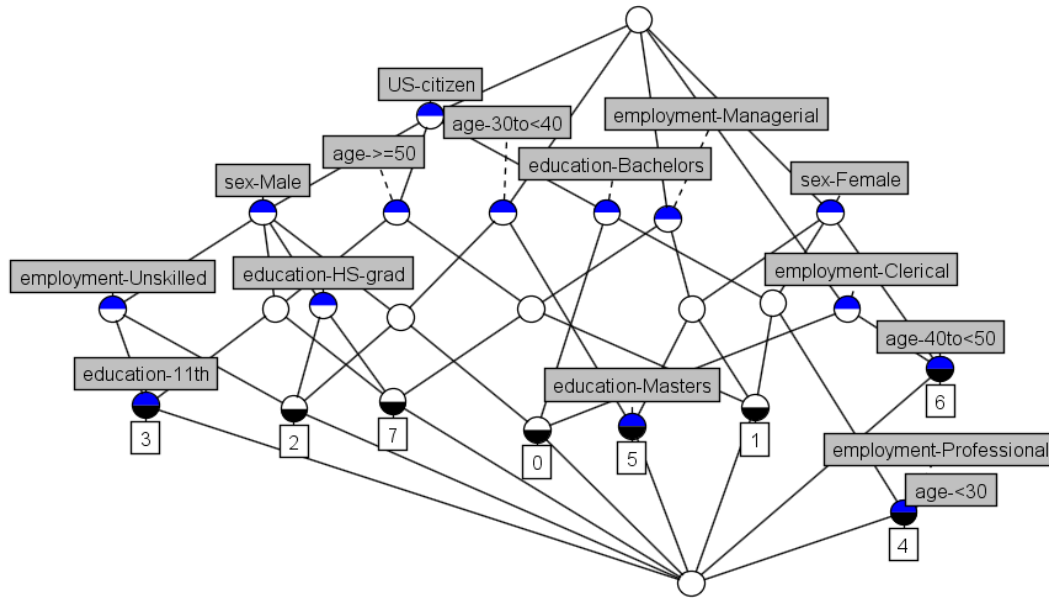 US-citizen
age-30to<40
employment-Managerial
age->=50
education-Bachelors
sex-Male
sex-Female
employment-Unskilled
education-HS-grad
employment-Clerical
age-40to<50
education-11th
education-Masters
6
3
2
7
0
5
1
employment-Professional
age-<30
4